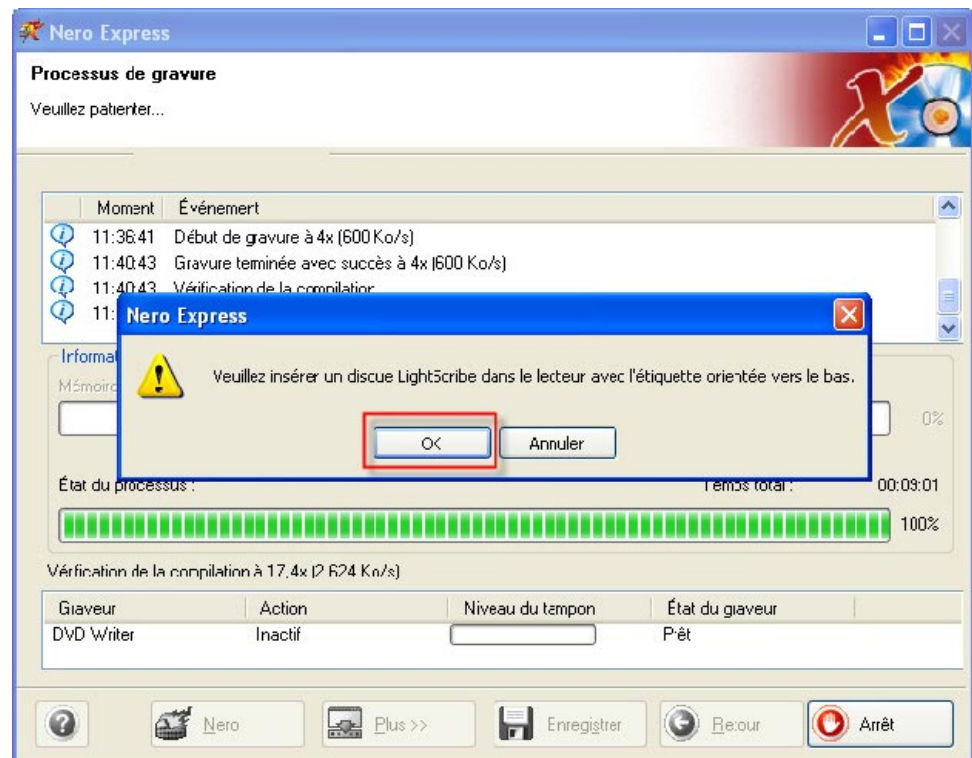 Nero Express
Processus de gravure
Veuillez patienter...
Moment Événement
11:36:41 Début de gravure à 4x (600 Ko/s)
11:40:43 Gravure terminée avec succès à 4x (600 Ko/s)
11:40:43 Vérification de la compilation
11:
Nero Express
Informa
Mémoire
Veuillez insérer un discue LightScribe dans le lecteur avec l'étiquette orientée vers le bas.
0%
OK Annuler
État du processus : Temps total : 00:09:01
100%
Vérfication de la compilation à 17,4x (2 624 Ko/s)
Graveur Action Niveau du tampon État du graveur
DVD Writer Inactif Prêt
Nero Plus >> Enregistrer Retour Arrêt